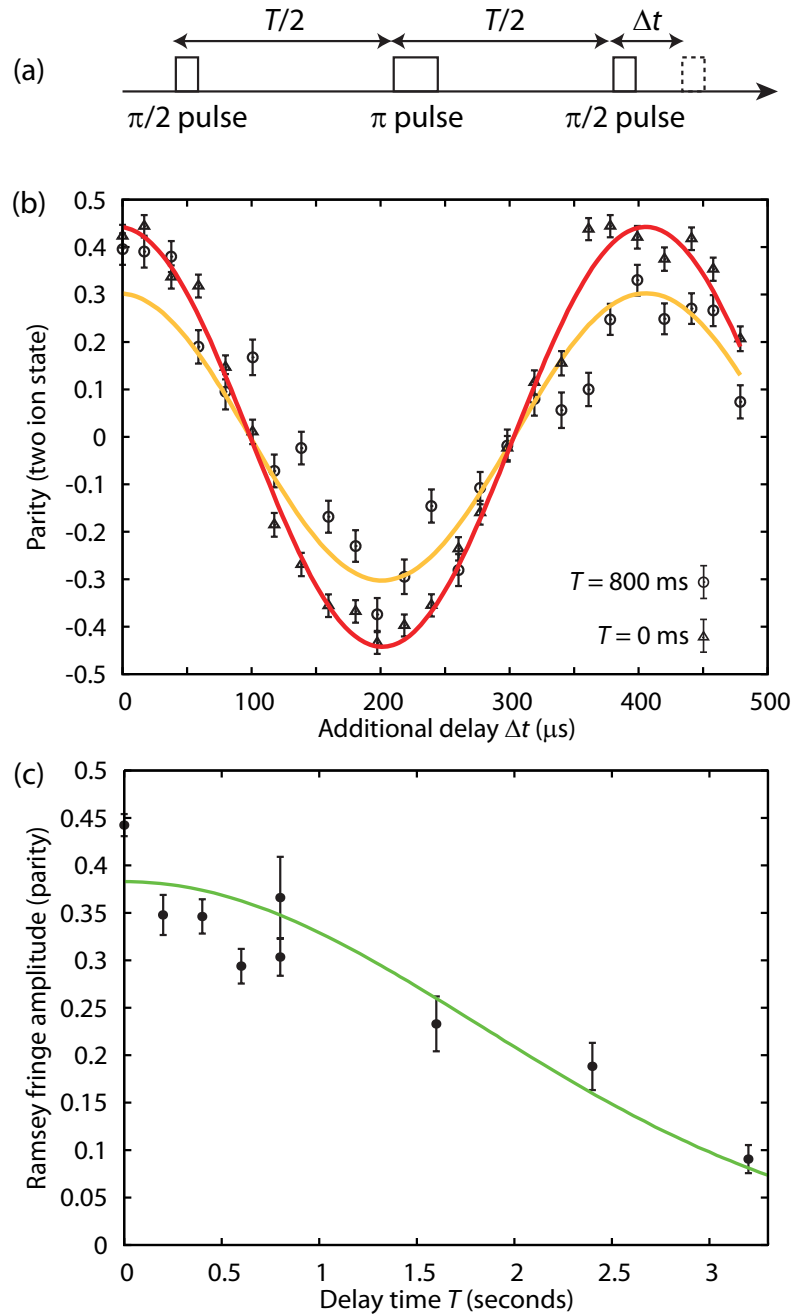 (a)
T/2
T/2
Δt
π/2 pulse
π pulse
π/2 pulse
(b)
Parity (two ion state)
0.5
0.4
0.3
0.2
0.1
0
-0.1
-0.2
-0.3
-0.4
-0.5
T = 800 ms
T = 0 ms
0
100
200
300
400
500
Additional delay Δt (μs)
(c)
Ramsey fringe amplitude (parity)
0.5
0.45
0.4
0.35
0.3
0.25
0.2
0.15
0.1
0.05
0
0
0.5
1
1.5
2
2.5
3
Delay time T (seconds)